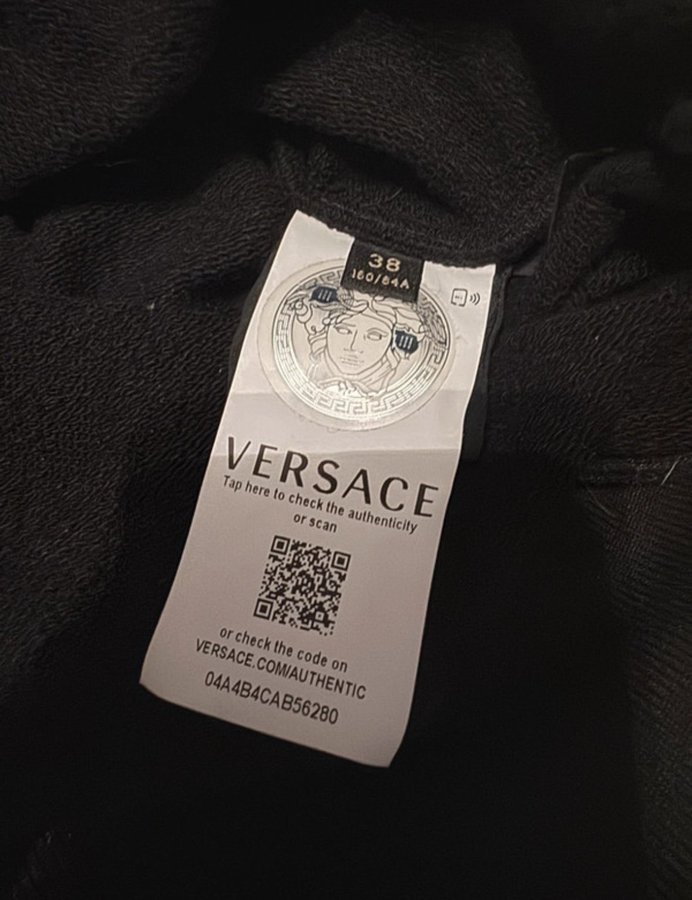 38
160/84A
VERSACE
Tap here to check the authenticity
or scan
or check the code on
VERSACE.COM/AUTHENTIC
04A4B4CAB56280